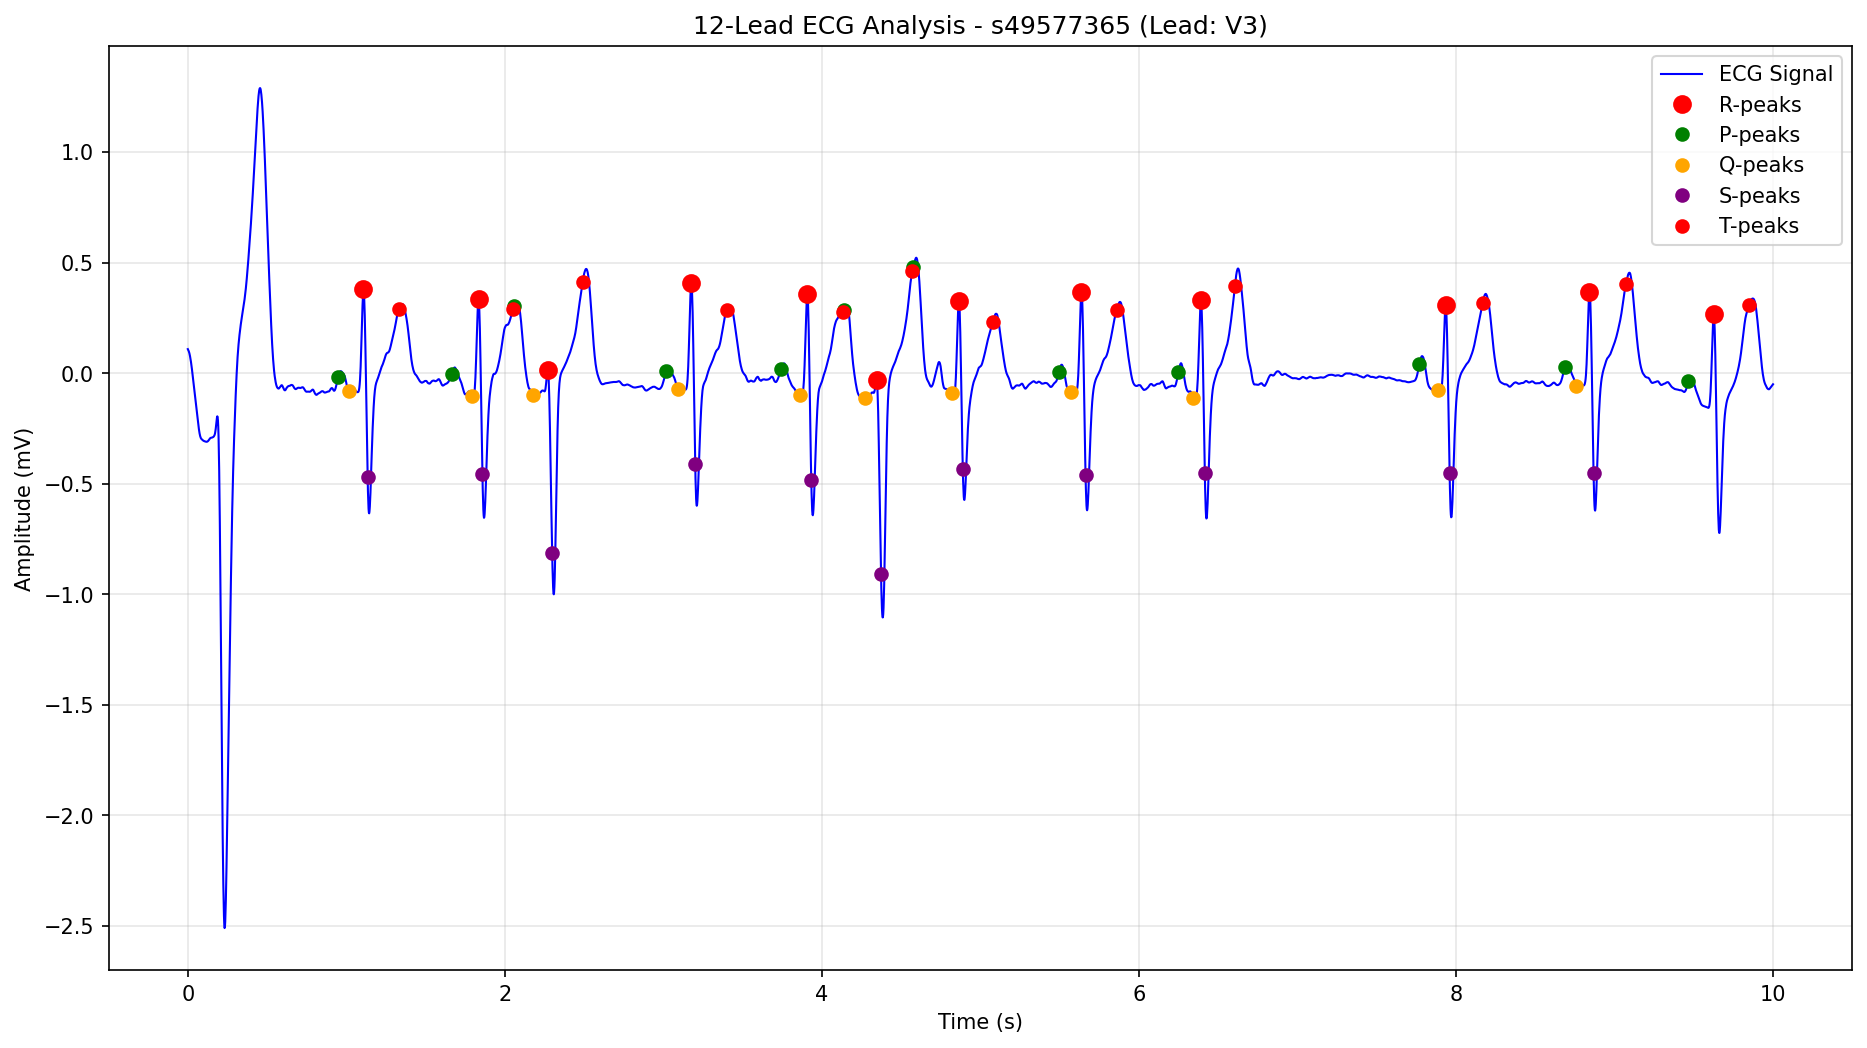 12-Lead ECG Analysis - s49577365 (Lead: V3)
ECG Signal
R-peaks
P-peaks
Q-peaks
S-peaks
T-peaks
Amplitude (mV)
1.0
0.5
0.0
−0.5
−1.0
−1.5
−2.0
−2.5
0 2 4 6 8 10
Time (s)